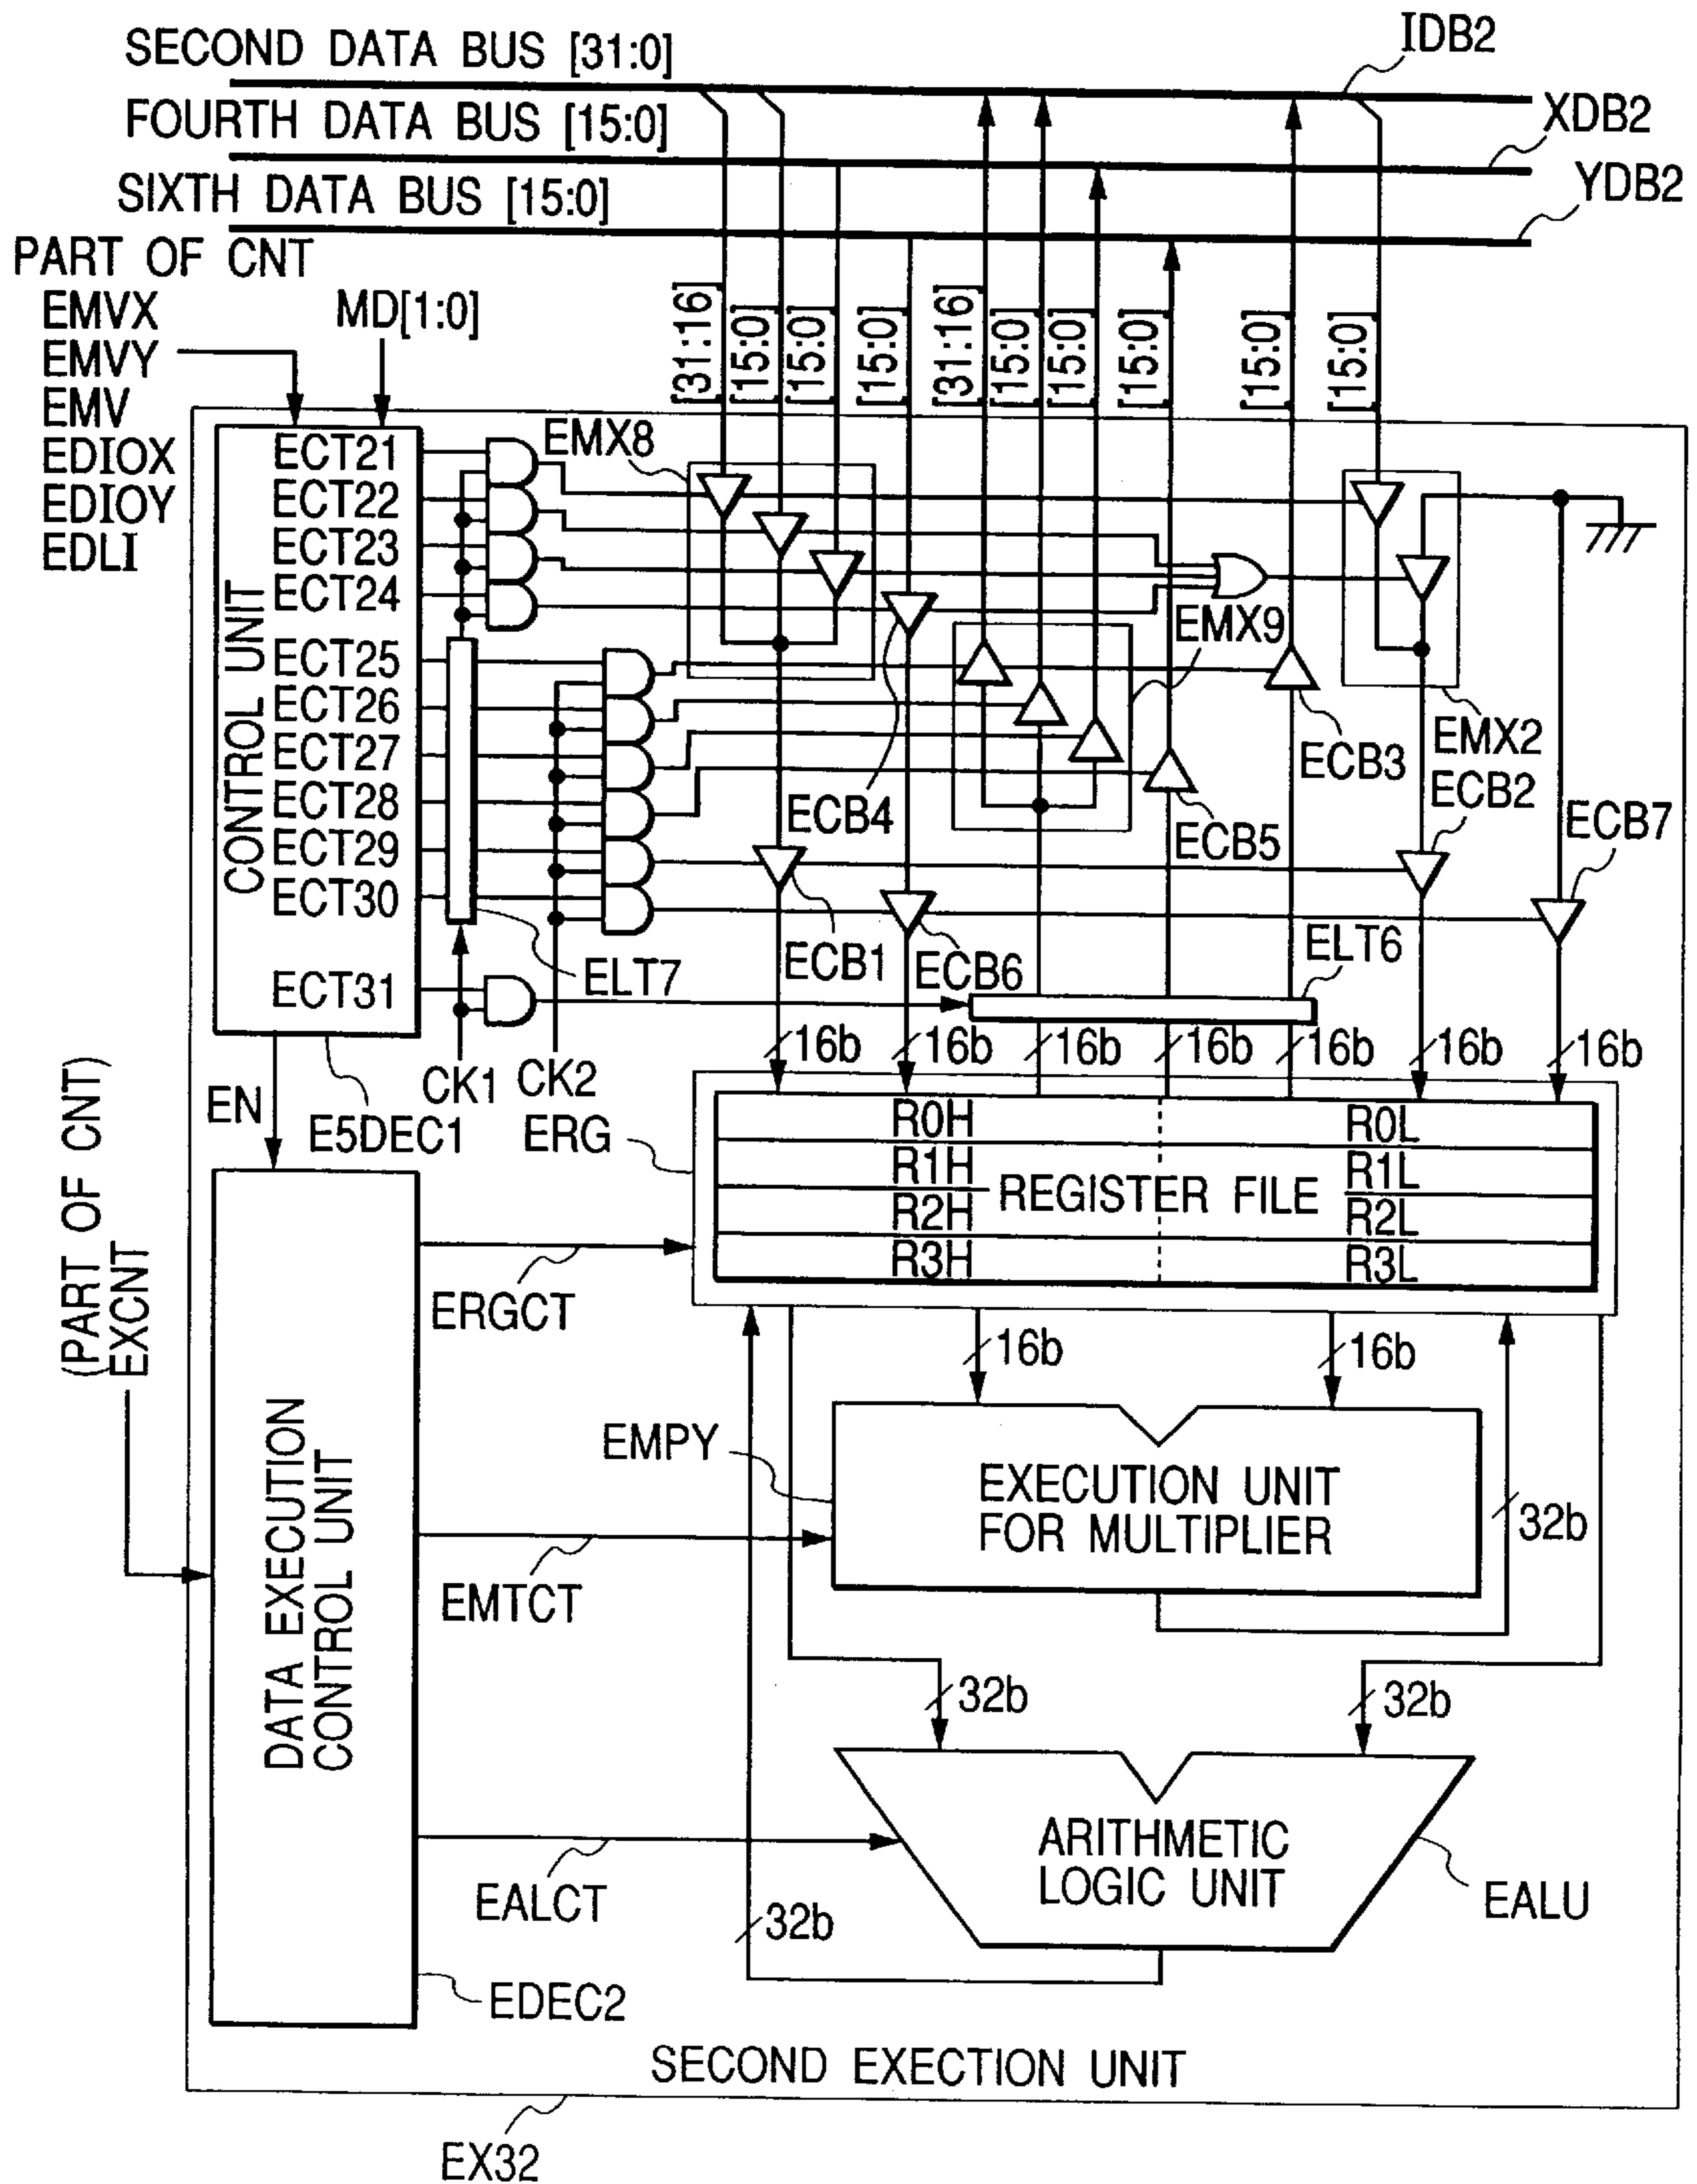 SECOND DATA BUS [31:0]
IDB2
FOURTH DATA BUS [15:0]
XDB2
SIXTH DATA BUS [15:0]
YDB2
PART OF CNT
EMVX
EMVY
EMV
EDIOX
EDIOY
EDLI
MD[1:0]
[31:16]
[15:0]
[15:0]
[15:0]
[31:16]
[15:0]
[15:0]
[15:0]
[15:0]
[15:0]
CONTROL UNIT
ECT21
ECT22
ECT23
ECT24
ECT25
ECT26
ECT27
ECT28
ECT29
ECT30
ECT31
EMX8
EMX9
EMX2
ECB3
ECB2
ECB4
ECB5
ECB7
ECB1
ECB6
ELT6
ELT7
16b
16b
16b
16b
16b
16b
16b
CK1
CK2
EN
E5DEC1
ERG
R0H
R0L
R1H
R1L
REGISTER FILE
R2H
R2L
R3H
R3L
(PART OF CNT)
EXCNT
ERGCT
16b
16b
EMPY
EXECUTION UNIT
FOR MULTIPLIER
32b
DATA EXECUTION
CONTROL UNIT
EMTCT
32b
32b
ARITHMETIC
LOGIC UNIT
EALCT
32b
EALU
EDEC2
SECOND EXECTION UNIT
EX32